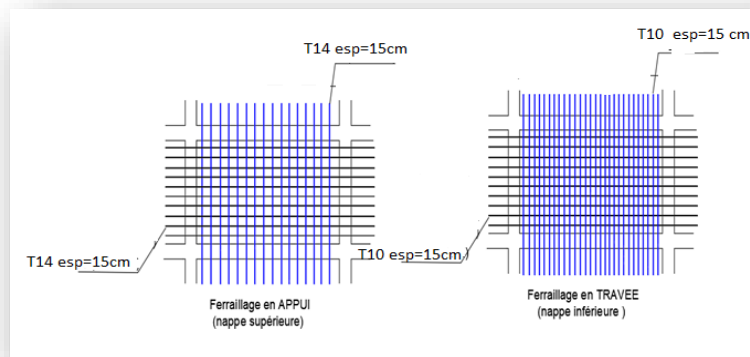 T14 esp=15cm
T10 esp=15 cm
T14 esp=15cm
T10 esp=15cm
Ferraillage en APPUI
(nappe supérieure)
Ferraillage en TRAVEE
(nappe inférieure )